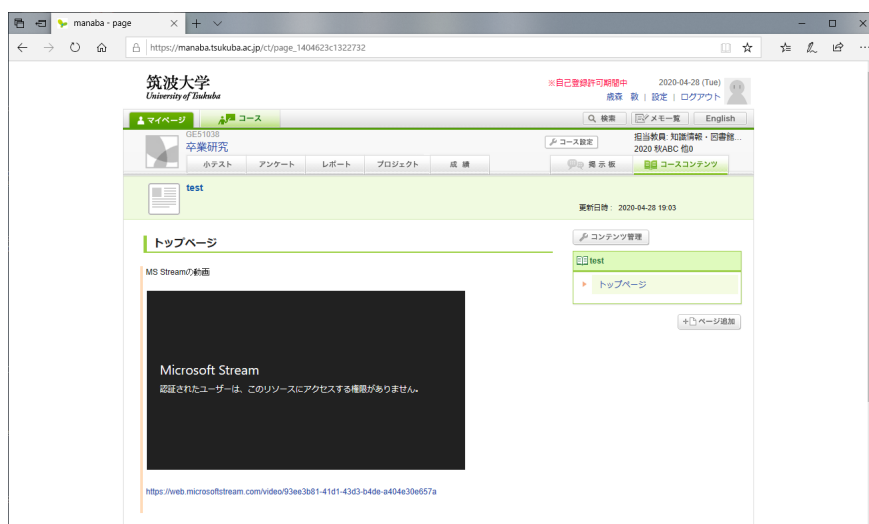 manaba - page
https://manaba.tsukuba.ac.jp/ct/page_1404623c1322732
筑波大学
University of Tsukuba
※自己登録許可期間中 2020-04-28 (Tue)
歳森 敦 | 設定 | ログアウト
マイページ コース 検索 メモ一覧 English
GE51038
卒業研究
コース設定
担当教員: 知識情報・図書館...
2020 秋ABC 他0
小テスト アンケート レポート プロジェクト 成績 掲示板 コースコンテンツ
test
更新日時： 2020-04-28 19:03
トップページ
コンテンツ管理
test
トップページ
ページ追加
MS Streamの動画
Microsoft Stream
認証されたユーザーは、このリソースにアクセスする権限がありません。
https://web.microsoftstream.com/video/93ee3b81-41d1-43d3-b4de-a404e30e657a